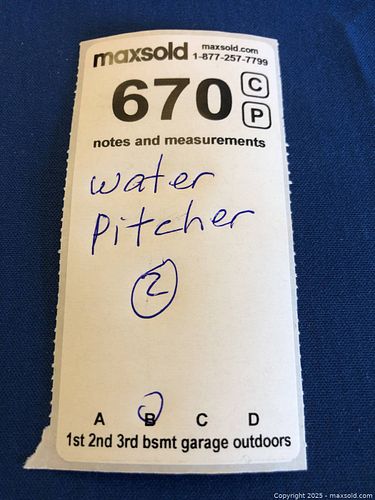 maxsold maxsold.com
1-877-257-7799
670 C
P
notes and measurements
water
Pitcher
2
A B C D
1st 2nd 3rd bsmt garage outdoors
Copyright 2025 - maxsold.com